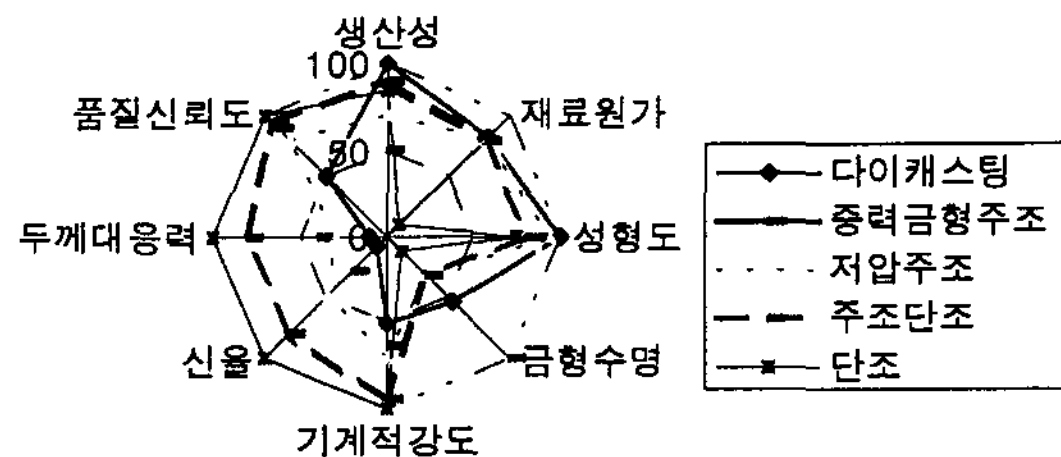 생산성
100
품질신뢰도
재료원가
50
두께대응력
0
성형도
신율
금형수명
기계적강도
다이캐스팅
중력금형주조
저압주조
주조단조
단조